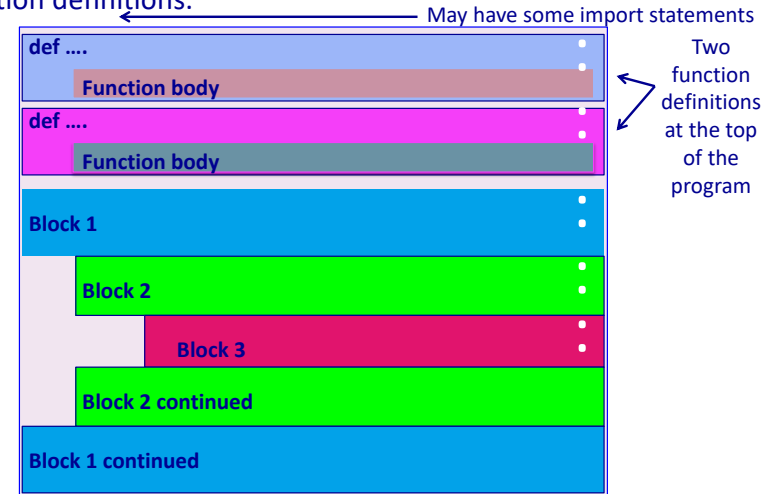 definitions.
May have some import statements
def ….
Function body
def ….
Function body
Two
function
definitions
at the top
of the
program
Block 1
Block 2
Block 3
Block 2 continued
Block 1 continued